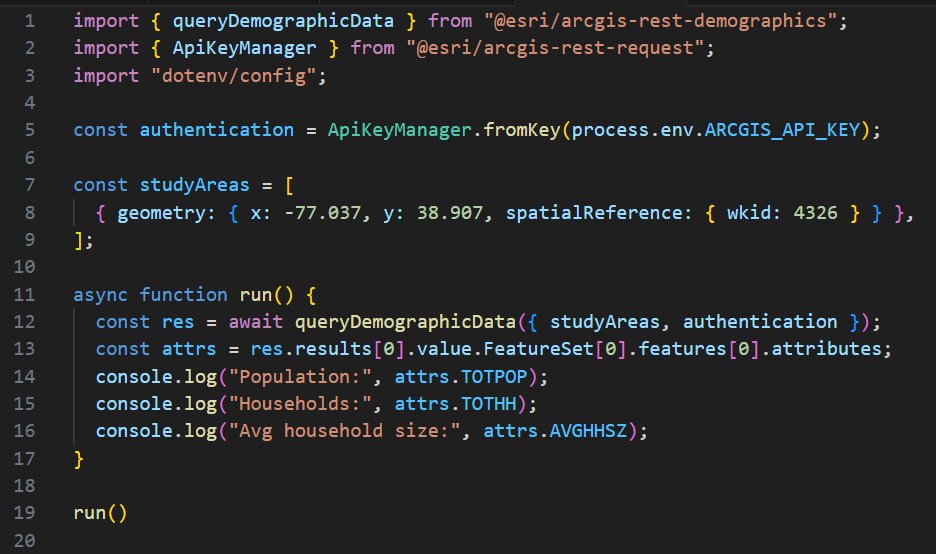 1 import { queryDemographicData } from "@esri/arcgis-rest-demographics";
2 import { ApiKeyManager } from "@esri/arcgis-rest-request";
3 import "dotenv/config";
4
5 const authentication = ApiKeyManager.fromKey(process.env.ARCGIS_API_KEY);
6
7 const studyAreas = [
8   { geometry: { x: -77.037, y: 38.907, spatialReference: { wkid: 4326 } } },
9 ];
10
11 async function run() {
12   const res = await queryDemographicData({ studyAreas, authentication });
13   const attrs = res.results[0].value.FeatureSet[0].features[0].attributes;
14   console.log("Population:", attrs.TOTPOP);
15   console.log("Households:", attrs.TOTHH);
16   console.log("Avg household size:", attrs.AVGHHSZ);
17 }
18
19 run()
20